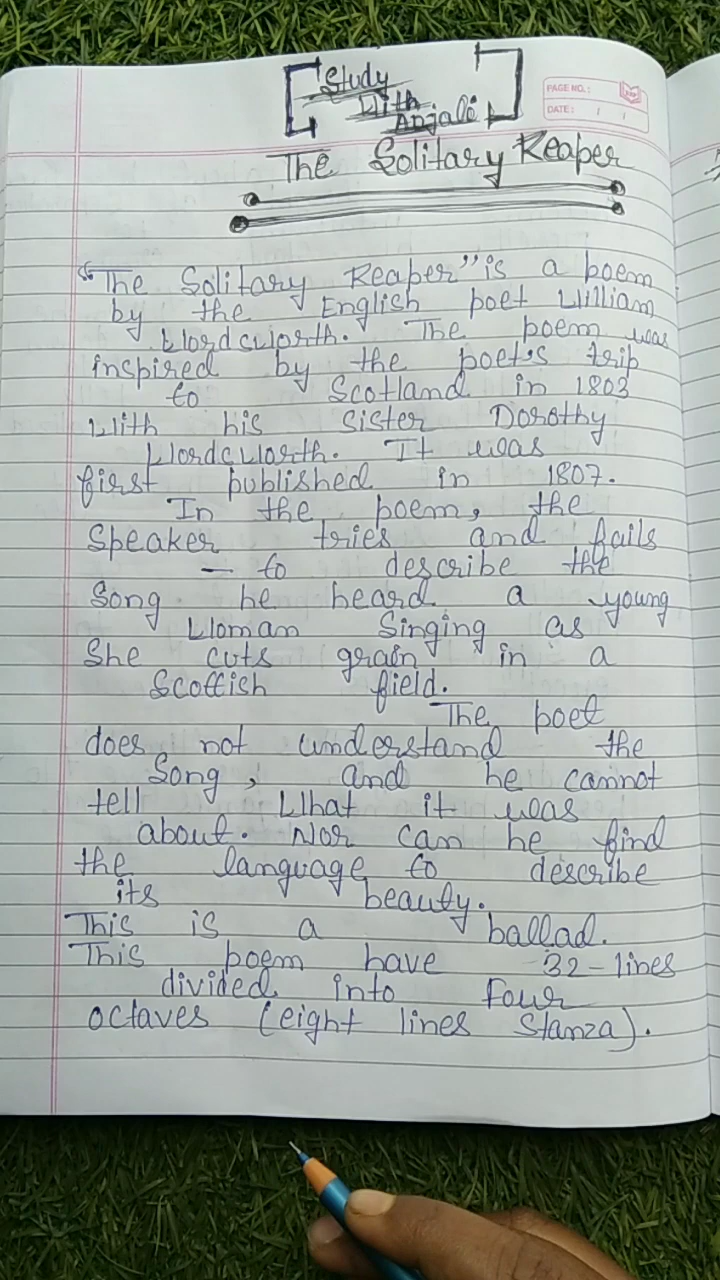 Study
With
Anjali
PAGE NO.:
DATE: / /
The Solitary Reaper
"The Solitary Reaper" is a poem
by the English poet William
Wordsworth. The poem was
inspired by the poet's trip
to Scotland in 1803
With his sister Dorothy
Wordsworth. It was
first published in 1807.
In the poem, the
Speaker tries and fails
– to describe the
Song he heard a young
Woman Singing as
She cuts grain in a
Scottish field.
The poet
does not understand the
Song, and he cannot
tell What it was
about. Nor can he find
the language to describe
its beauty.
This is a ballad.
This poem have 32-lines
divided into Four
octaves (eight lines Stanza).